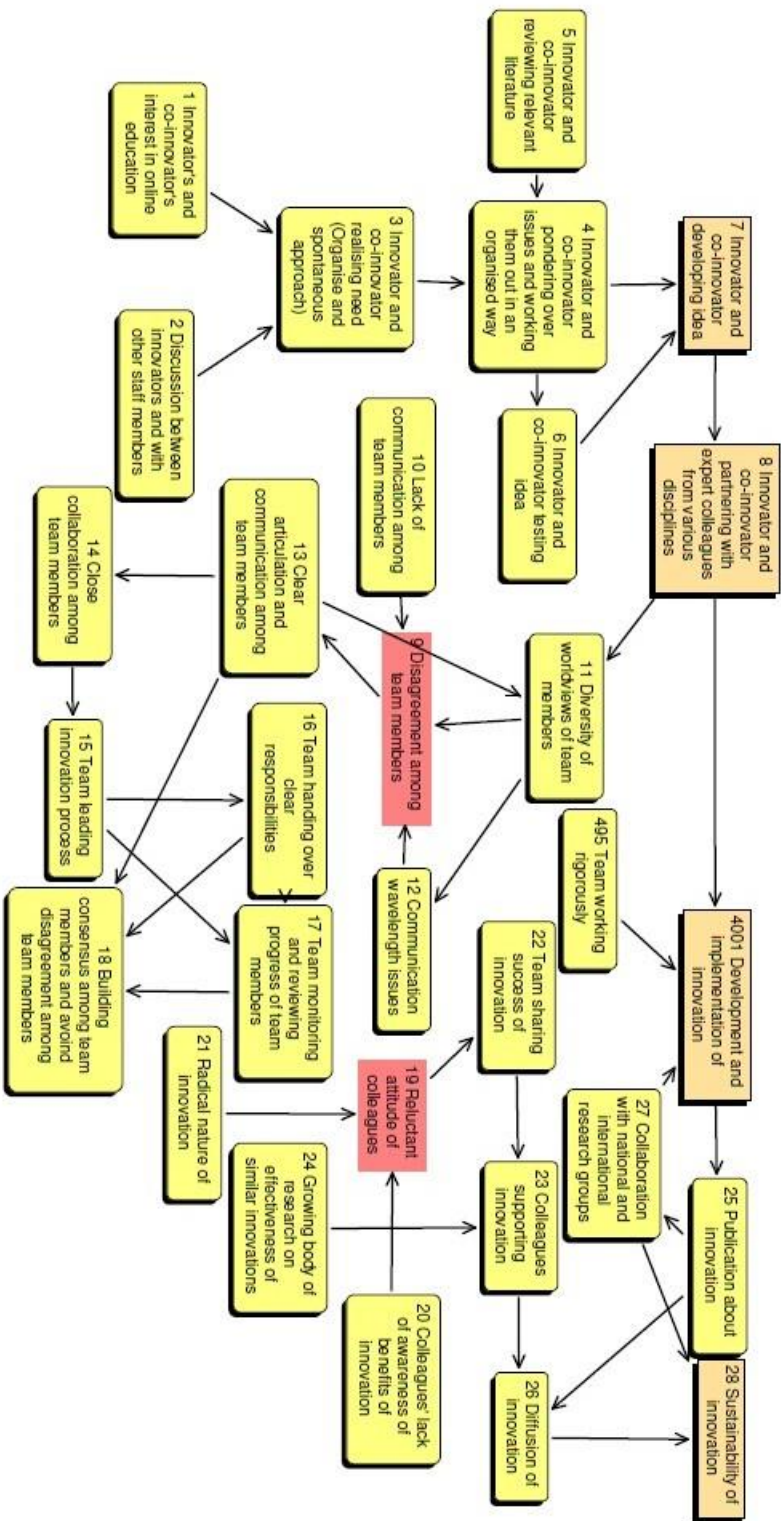 5 Innovator and
co-innovator
reviewing relevant
literature
1 Innovator's and
co-innovator's
interest in online
education
7 Innovator and
co-innovator
developing idea
4 Innovator and
co-innovator
pondering over
issues and working
them out in an
organised way
3 Innovator and
co-innovator
realising need
(Organise and
spontaneous
approach)
2 Discussion between
innovators and with
other staff members
6 Innovator and
co-innovator testing
idea
10 Lack of
communication among
team members
8 Innovator and
co-innovator
partnering with
expert colleagues
from various
disciplines
13 Clear
articulation and
communication among
team members
14 Close
collaboration among
team members
11 Diversity of
worldviews of team
members
9 Disagreement among
team members
16 Team handing over
clear
responsibilities
15 Team leading
innovation process
495 Team working
rigorously
12 Communication
wavelength issues
17 Team monitoring
and reviewing
progress of team
members
18 Building
consensus among team
members and avoind
disagreement among
team members
4001 Development and
implementation of
innovation
22 Team sharing
success of
innovation
19 Reluctant
attitude of
colleagues
21 Radical nature of
innovation
27 Collaboration
with national and
international
research groups
23 Colleagues
supporting
innovation
24 Growing body of
research on
effectiveness of
similar innovations
25 Publication about
innovation
20 Colleagues' lack
of awareness of
benefits of
innovation
28 Sustainability of
innovation
26 Diffusion of
innovation